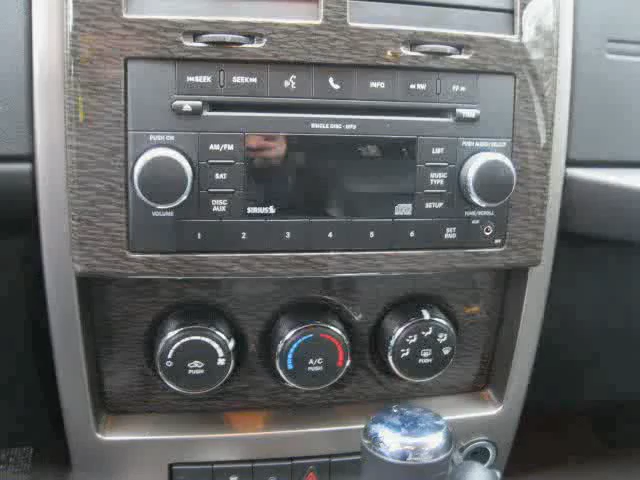 SEEK SEEK INFO RW FF
SINGLE DISC - MP3
PUSH ON
AM/FM
LIST
PUSH AUDIO/SELECT
SAT
MUSIC TYPE
DISC AUX
SIRIUS
SETUP
VOLUME
TUNE/SCROLL
1 2 3 4 5 6 SET RND
PUSH
A/C
PUSH
PUSH